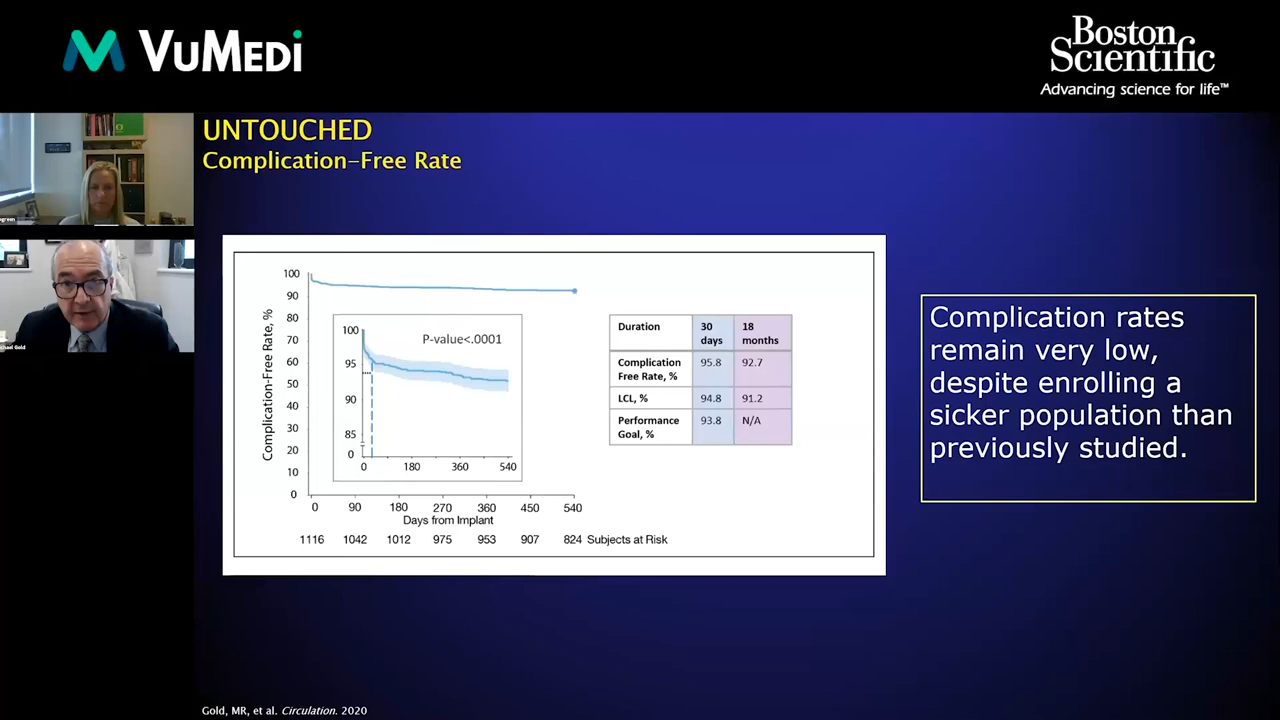 VUMEDI
Boston
Scientific
Advancing science for life™
UNTOUCHED
Complication-Free Rate
Complication-Free Rate, %
100
90
80
70
60
50
40
30
20
10
0
0 90 180 270 360 450 540
Days from Implant
1116 1042 1012 975 953 907 824 Subjects at Risk
P-value<.0001
100
95
90
85
0
0 180 360 540
Duration 30 days 18 months
Complication Free Rate, % 95.8 92.7
LCL, % 94.8 91.2
Performance Goal, % 93.8 N/A
Complication rates
remain very low,
despite enrolling a
sicker population than
previously studied.
Gold, MR, et al. Circulation. 2020